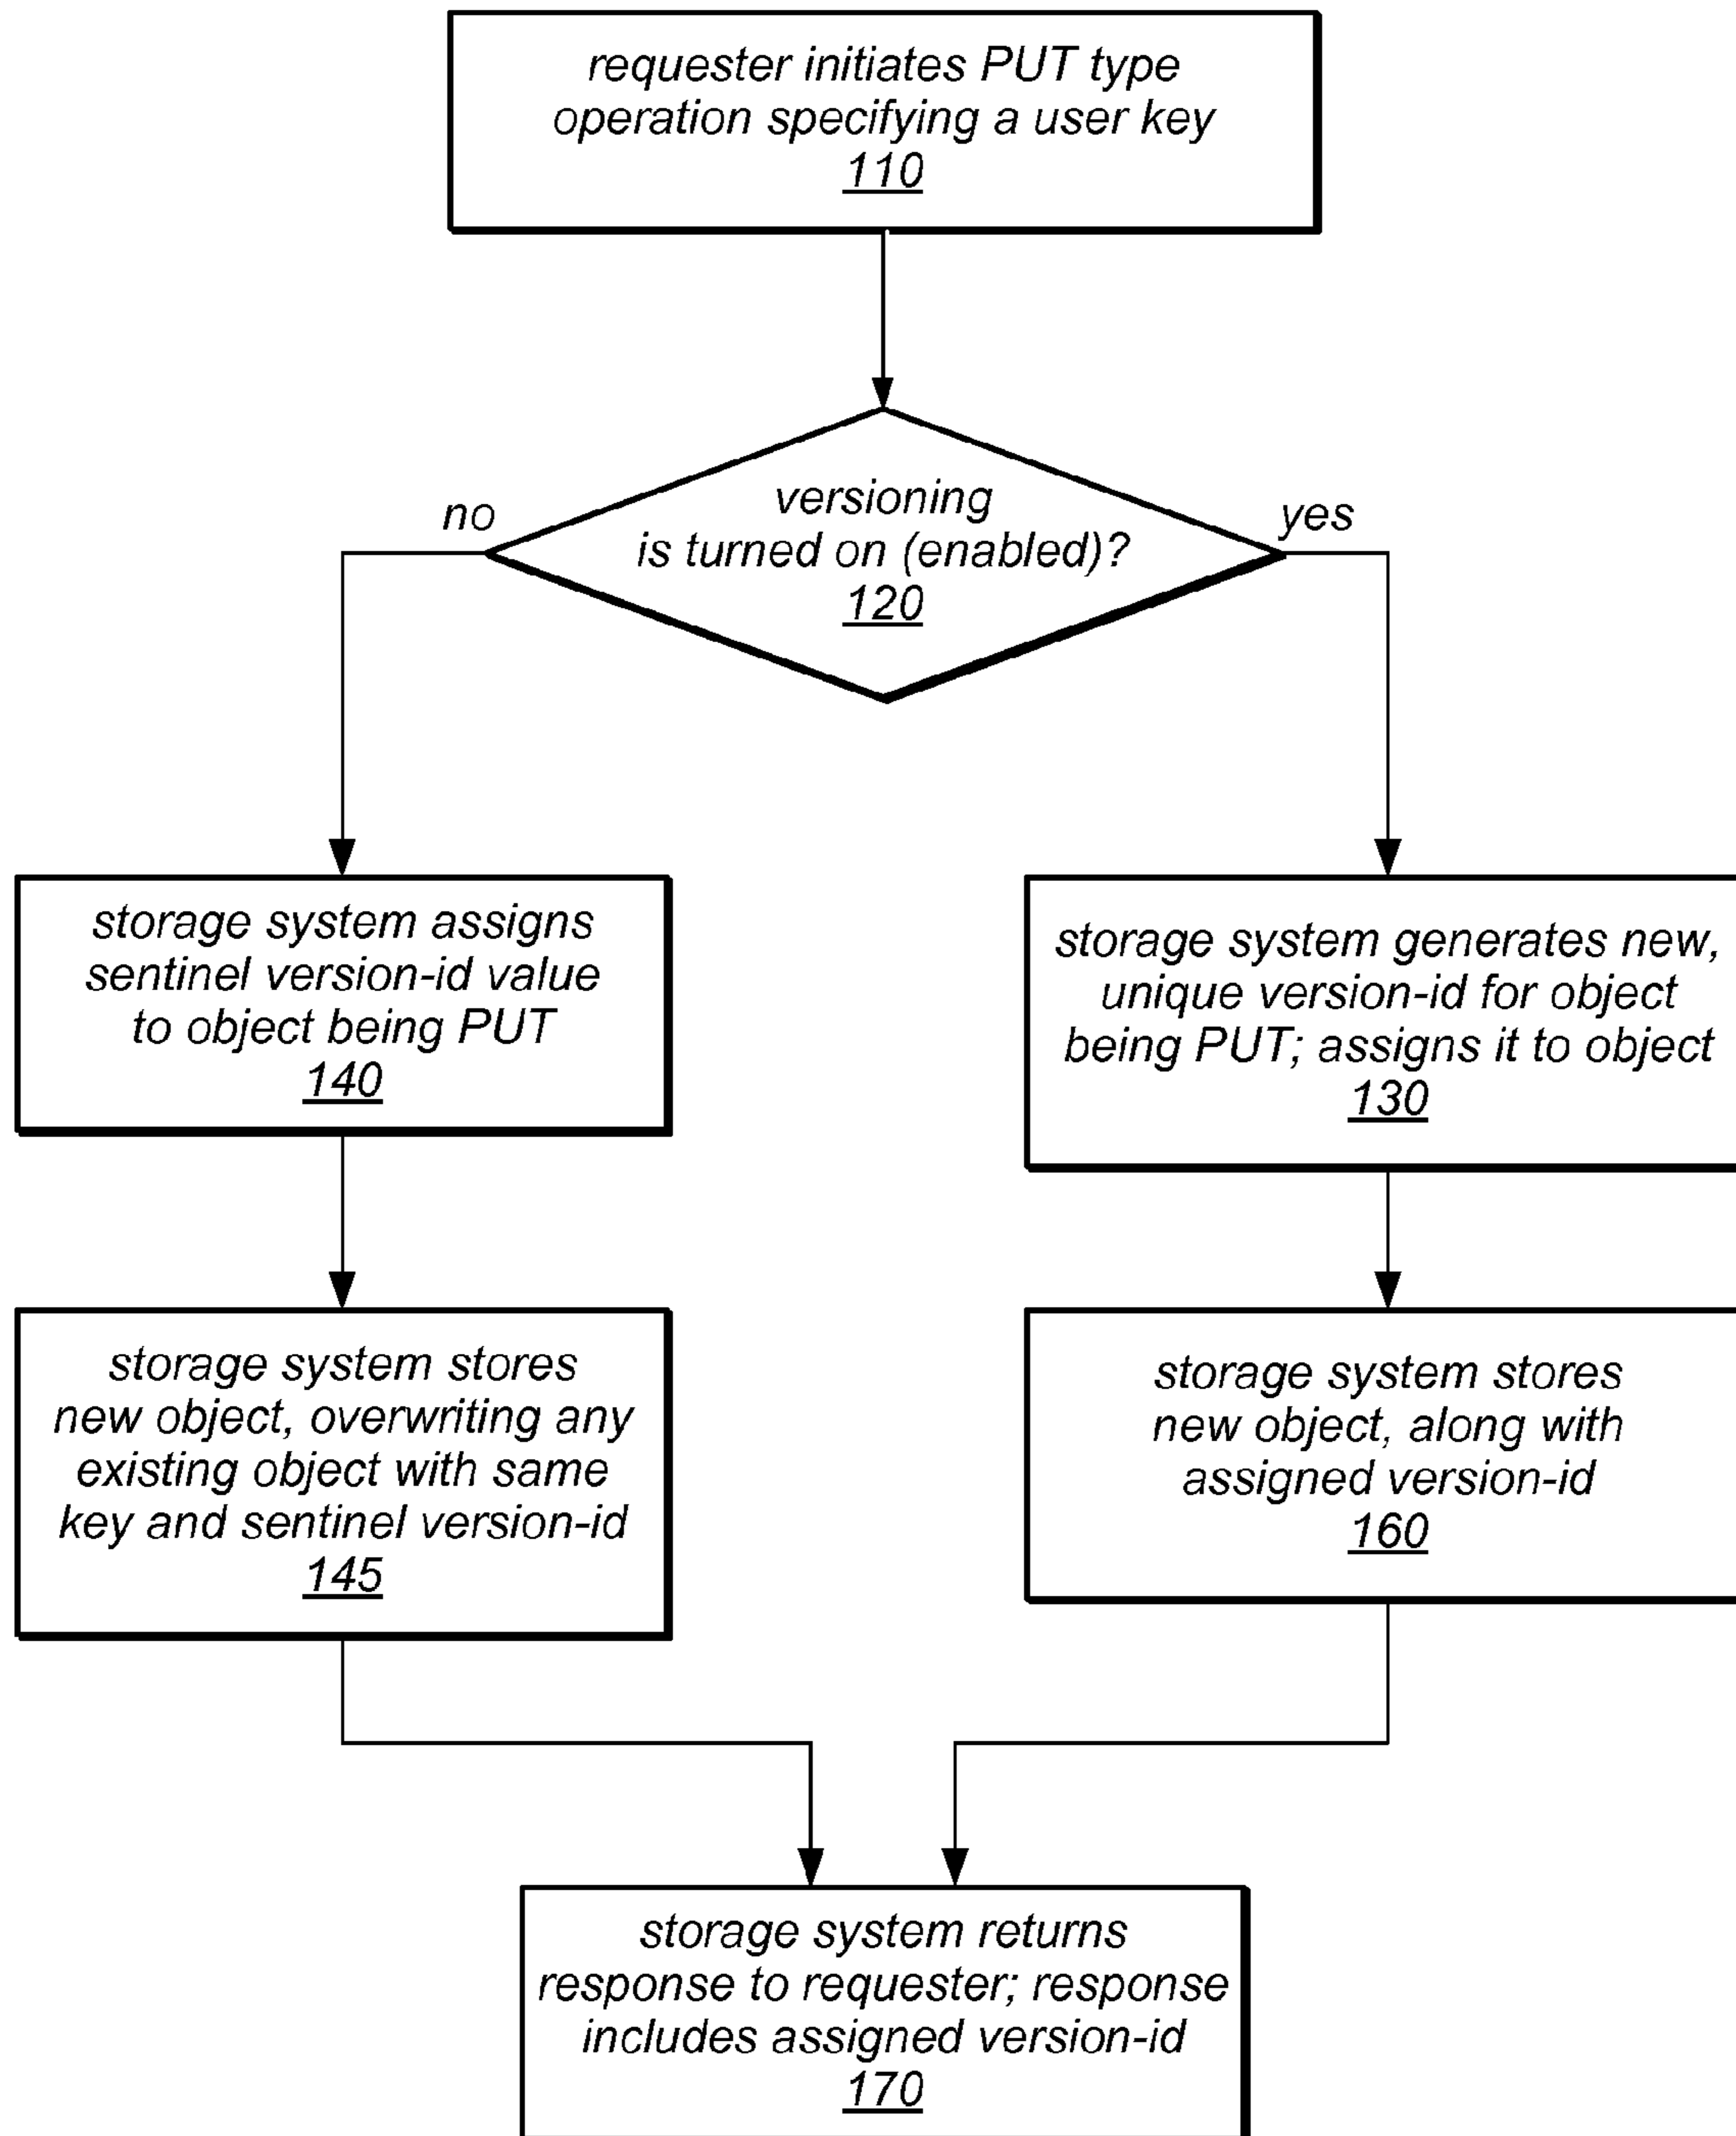 requester initiates PUT type
operation specifying a user key
110
versioning
is turned on (enabled)?
120
no
yes
storage system assigns
sentinel version-id value
to object being PUT
140
storage system generates new,
unique version-id for object
being PUT; assigns it to object
130
storage system stores
new object, overwriting any
existing object with same
key and sentinel version-id
145
storage system stores
new object, along with
assigned version-id
160
storage system returns
response to requester; response
includes assigned version-id
170